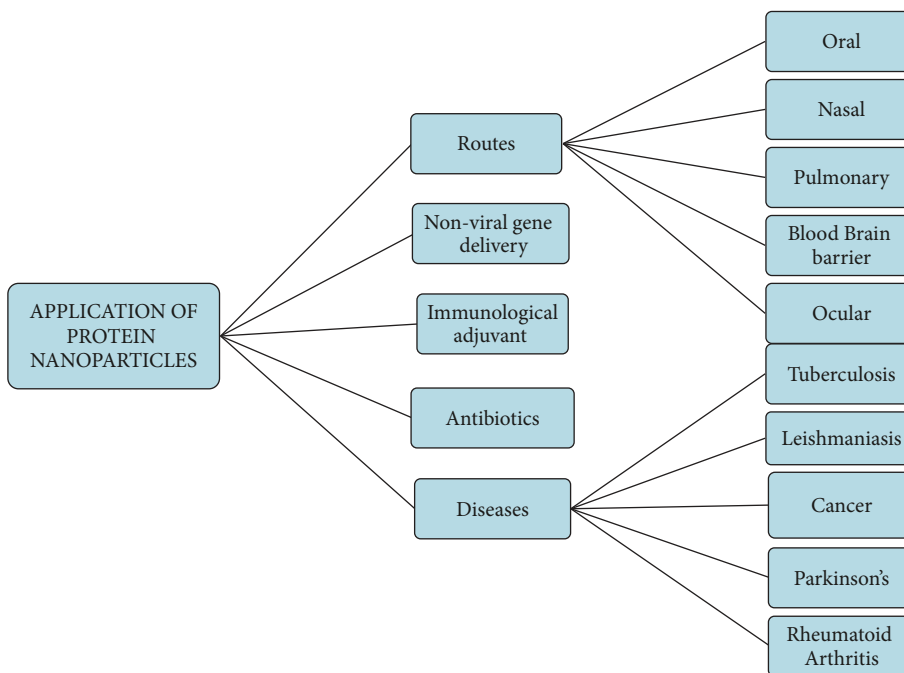 APPLICATION OF
PROTEIN
NANOPARTICLES
Routes
Non-viral gene
delivery
Immunological
adjuvant
Antibiotics
Diseases
Oral
Nasal
Pulmonary
Blood Brain
barrier
Ocular
Tuberculosis
Leishmaniasis
Cancer
Parkinson's
Rheumatoid
Arthritis